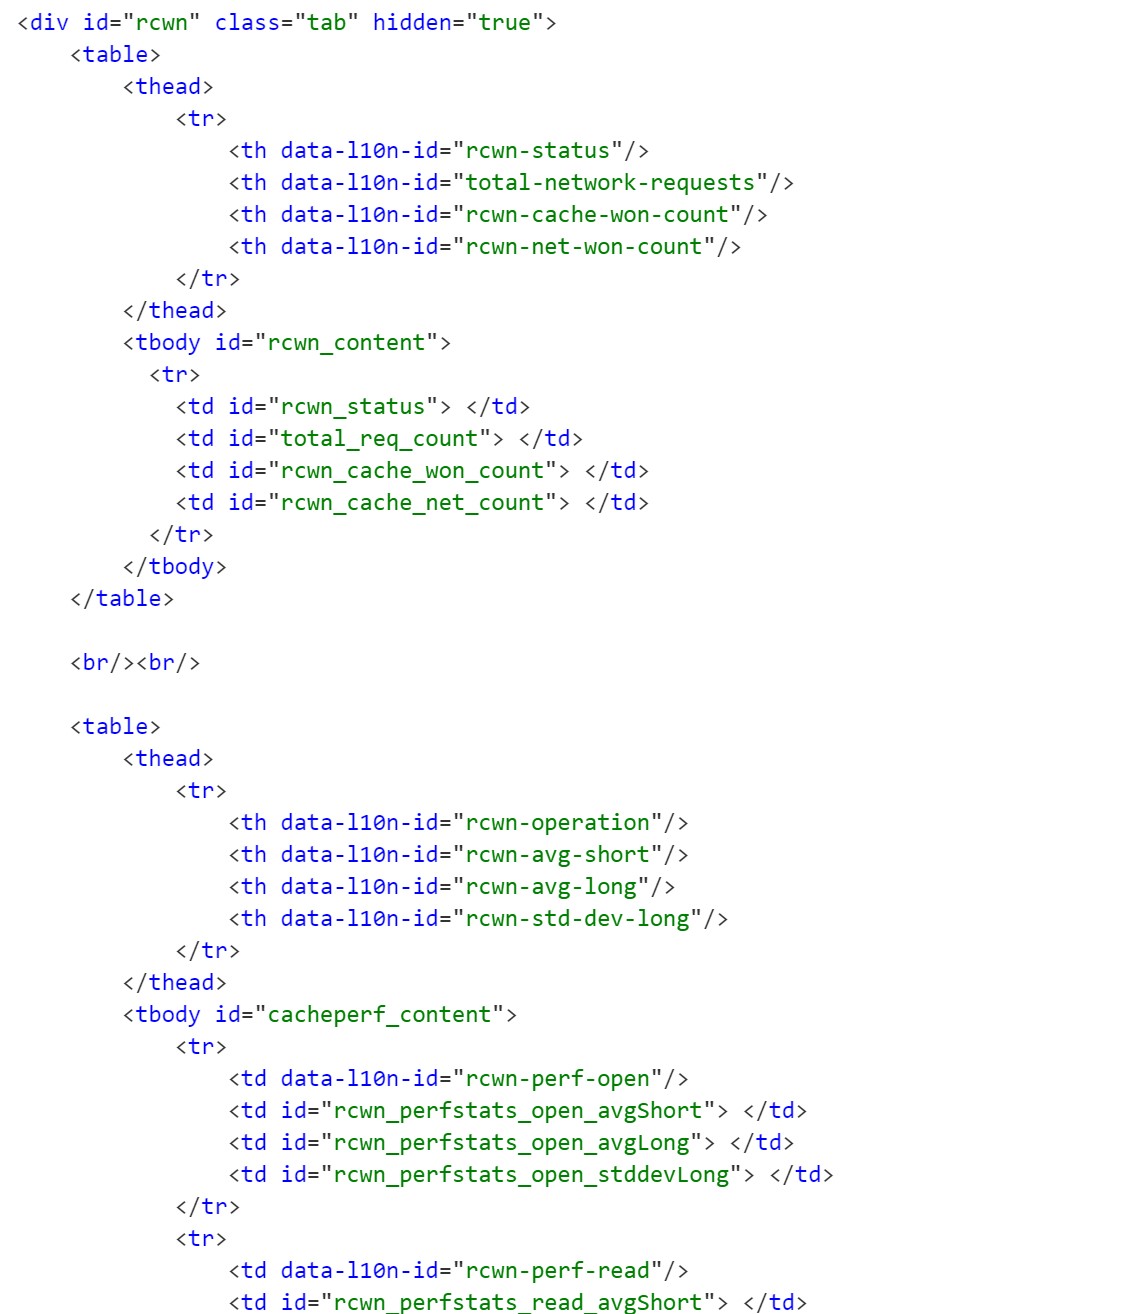 <div id="rcwn" class="tab" hidden="true">
    <table>
        <thead>
            <tr>
                <th data-l10n-id="rcwn-status"/>
                <th data-l10n-id="total-network-requests"/>
                <th data-l10n-id="rcwn-cache-won-count"/>
                <th data-l10n-id="rcwn-net-won-count"/>
            </tr>
        </thead>
        <tbody id="rcwn_content">
          <tr>
            <td id="rcwn_status"> </td>
            <td id="total_req_count"> </td>
            <td id="rcwn_cache_won_count"> </td>
            <td id="rcwn_cache_net_count"> </td>
          </tr>
        </tbody>
    </table>

    <br/><br/>

    <table>
        <thead>
            <tr>
                <th data-l10n-id="rcwn-operation"/>
                <th data-l10n-id="rcwn-avg-short"/>
                <th data-l10n-id="rcwn-avg-long"/>
                <th data-l10n-id="rcwn-std-dev-long"/>
            </tr>
        </thead>
        <tbody id="cacheperf_content">
            <tr>
                <td data-l10n-id="rcwn-perf-open"/>
                <td id="rcwn_perfstats_open_avgShort"> </td>
                <td id="rcwn_perfstats_open_avgLong"> </td>
                <td id="rcwn_perfstats_open_stddevLong"> </td>
            </tr>
            <tr>
                <td data-l10n-id="rcwn-perf-read"/>
                <td id="rcwn_perfstats_read_avgShort"> </td>